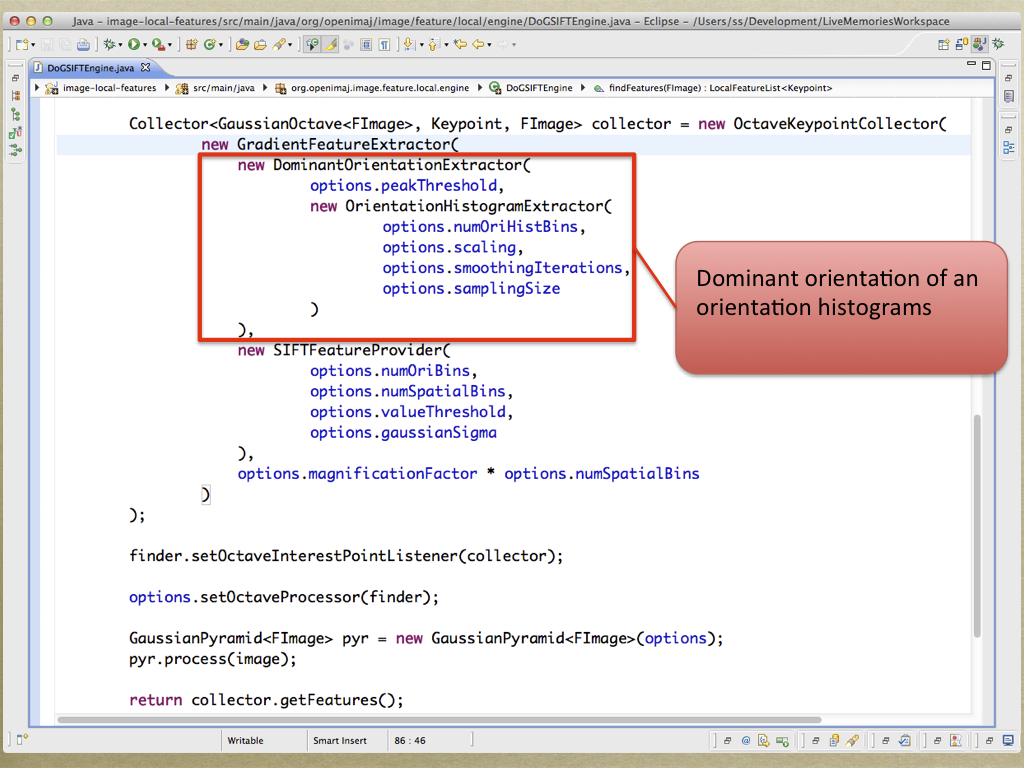 Java - image-local-features/src/main/java/org/openimaj/image/feature/local/engine/DoGSIFTEngine.java - Eclipse - /Users/ss/Development/LiveMemoriesWorkspace
DoGSIFTEngine.java
image-local-features src/main/java org.openimaj.image.feature.local.engine DoGSIFTEngine findFeatures(FImage) : LocalFeatureList<Keypoint>
Collector<GaussianOctave<FImage>, Keypoint, FImage> collector = new OctaveKeypointCollector(
new GradientFeatureExtractor(
new DominantOrientationExtractor(
options.peakThreshold,
new OrientationHistogramExtractor(
options.numOriHistBins,
options.scaling,
options.smoothingIterations,
options.samplingSize
)
),
new SIFTFeatureProvider(
options.numOriBins,
options.numSpatialBins,
options.valueThreshold,
options.gaussianSigma
),
options.magnificationFactor * options.numSpatialBins
)
);
finder.setOctaveInterestPointListener(collector);
options.setOctaveProcessor(finder);
GaussianPyramid<FImage> pyr = new GaussianPyramid<FImage>(options);
pyr.process(image);
return collector.getFeatures();
Dominant orientation of an
orientation histograms
Writable Smart Insert 86 : 46